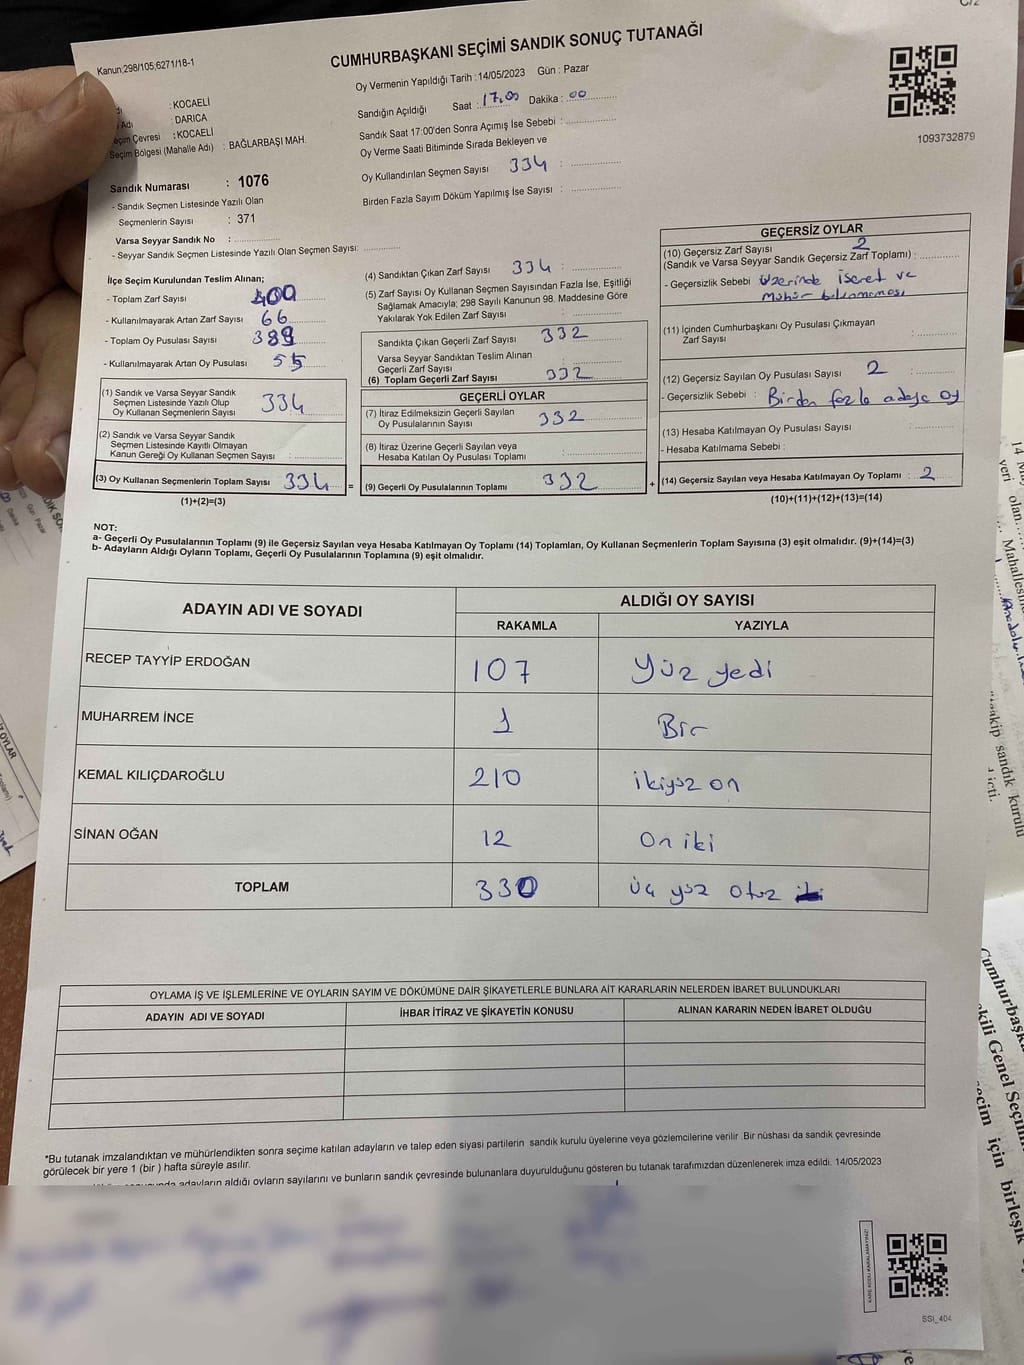 Kanun;298/105,6271/18-1
CUMHURBAŞKANI SEÇİMİ SANDIK SONUÇ TUTANAĞI
Oy Vermenin Yapıldığı Tarih : 14/05/2023 Gün : Pazar
Sandığın Açıldığı Saat : 17.00 Dakika : 00
Sandık Saat 17:00'den Sonra Açımış İse Sebebi :
Oy Verme Saati Bitiminde Sırada Bekleyen ve
Oy Kullandırılan Seçmen Sayısı 334 :
Birden Fazla Sayım Döküm Yapılmış İse Sayısı :
1093732879
: KOCAELİ
Adı : DARICA
Seçim Çevresi : KOCAELİ
Seçim Bölgesi (Mahalle Adı) : BAĞLARBAŞI MAH.
Sandık Numarası : 1076
- Sandık Seçmen Listesinde Yazılı Olan
Seçmenlerin Sayısı : 371
Varsa Seyyar Sandık No :
- Seyyar Sandık Seçmen Listesinde Yazılı Olan Seçmen Sayısı:
İlçe Seçim Kurulundan Teslim Alınan;
- Toplam Zarf Sayısı 400
- Kullanılmayarak Artan Zarf Sayısı 66
- Toplam Oy Pusulası Sayısı
- Kullanılmayarak Artan Oy Pusulası 55
(1) Sandık ve Varsa Seyyar Sandık
Seçmen Listesinde Yazılı Olup
Oy Kullanan Seçmenlerin Sayısı 334
(2) Sandık ve Varsa Seyyar Sandık
Seçmen Listesinde Kayıtlı Olmayan
Kanun Gereği Oy Kullanan Seçmen Sayısı :
(3) Oy Kullanan Seçmenlerin Toplam Sayısı 334 =
(1)+(2)=(3)
(4) Sandıktan Çıkan Zarf Sayısı 334 :
(5) Zarf Sayısı Oy Kullanan Seçmen Sayısından Fazla İse, Eşitliği
Sağlamak Amacıyla; 298 Sayılı Kanunun 98. Maddesine Göre
Yakılarak Yok Edilen Zarf Sayısı :
Sandıkta Çıkan Geçerli Zarf Sayısı 332
Varsa Seyyar Sandıktan Teslim Alınan
Geçerli Zarf Sayısı :
(6) Toplam Geçerli Zarf Sayısı 332
GEÇERLİ OYLAR
(7) İtiraz Edilmeksizin Geçerli Sayılan
Oy Pusulalarının Sayısı 332
(8) İtiraz Üzerine Geçerli Sayılan veya
Hesaba Katılan Oy Pusulası Toplamı :
(9) Geçerli Oy Pusulalarının Toplamı 332 +
GEÇERSİZ OYLAR
(10) Geçersiz Zarf Sayısı 2
(Sandık ve Varsa Seyyar Sandık Geçersiz Zarf Toplamı) :
- Geçersizlik Sebebi üzerinde işeret ve
mühür
(11) İçinden Cumhurbaşkanı Oy Pusulası Çıkmayan
Zarf Sayısı :
(12) Geçersiz Sayılan Oy Pusulası Sayısı 2 :
- Geçersizlik Sebebi : Birden fazla adaya oy
(13) Hesaba Katılmayan Oy Pusulası Sayısı :
- Hesaba Katılmama Sebebi :
(14) Geçersiz Sayılan veya Hesaba Katılmayan Oy Toplamı : 2
(10)+(11)+(12)+(13)=(14)
NOT:
a- Geçerli Oy Pusulalarının Toplamı (9) ile Geçersiz Sayılan veya Hesaba Katılmayan Oy Toplamı (14) Toplamları, Oy Kullanan Seçmenlerin Toplam Sayısına (3) eşit olmalıdır. (9)+(14)=(3)
b- Adayların Aldığı Oyların Toplamı, Geçerli Oy Pusulalarının Toplamına (9) eşit olmalıdır.
ADAYIN ADI VE SOYADI ALDIĞI OY SAYISI
RAKAMLA YAZIYLA
RECEP TAYYİP ERDOĞAN 107 Yüz yedi
MUHARREM İNCE 1 Bir
KEMAL KILIÇDAROĞLU 210 ikiyüz on
SİNAN OĞAN 12 On iki
TOPLAM 330 üç yüz otuz
OYLAMA İŞ VE İŞLEMLERİNE VE OYLARIN SAYIM VE DÖKÜMÜNE DAİR ŞİKAYETLERLE BUNLARA AİT KARARLARIN NELERDEN İBARET BULUNDUKLARI
ADAYIN ADI VE SOYADI İHBAR İTİRAZ VE ŞİKAYETİN KONUSU ALINAN KARARIN NEDEN İBARET OLDUĞU
*Bu tutanak imzalandıktan ve mühürlendikten sonra seçime katılan adayların ve talep eden siyasi partilerin sandık kurulu üyelerine veya gözlemcilerine verilir. Bir nüshası da sandık çevresinde
görülecek bir yere 1 (bir ) hafta süreyle asılır.
adayların aldığı oyların sayılarını ve bunların sandık çevresinde bulunanlara duyurulduğunu gösteren bu tutanak tarafımızdan düzenlenerek imza edildi. 14/05/2023
KARE KODU KARALAMAYINIZ!
SSI_404